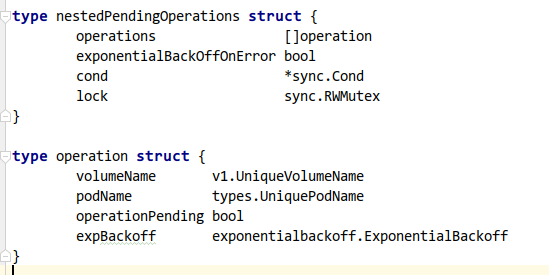 type nestedPendingOperations struct {
operations []operation
exponentialBackOffOnError bool
cond *sync.Cond
lock sync.RWMutex
}
type operation struct {
volumeName v1.UniqueVolumeName
podName types.UniquePodName
operationPending bool
expBackoff exponentialbackoff.ExponentialBackoff
}